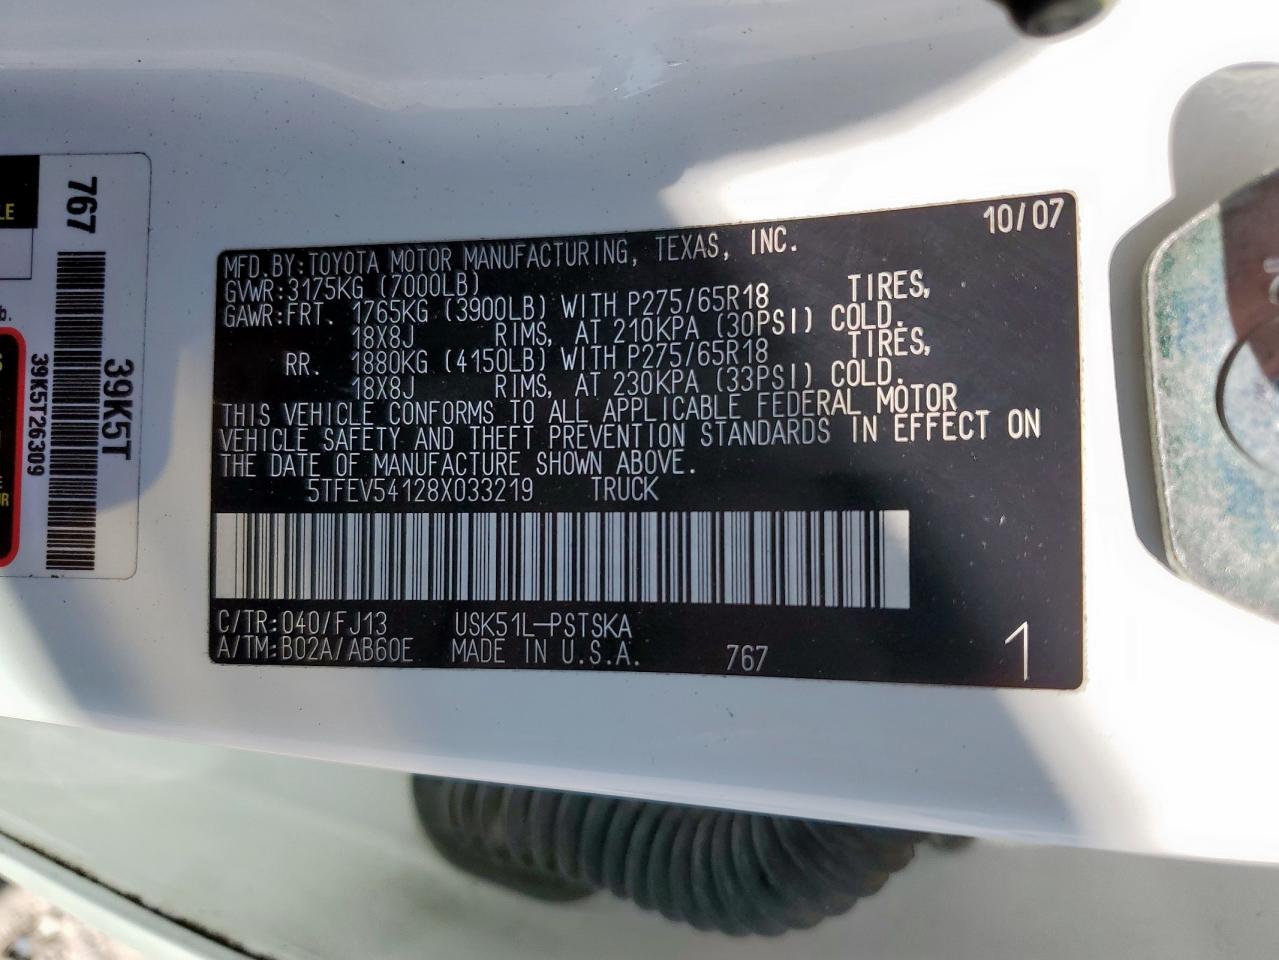 10/07
MFD.BY:TOYOTA MOTOR MANUFACTURING, TEXAS, INC.
GVWR:3175KG (7000LB)
GAWR:FRT. 1765KG (3900LB) WITH P275/65R18 TIRES,
18X8J RIMS, AT 210KPA (30PSI) COLD.
RR. 1880KG (4150LB) WITH P275/65R18 TIRES,
18X8J RIMS, AT 230KPA (33PSI) COLD.
THIS VEHICLE CONFORMS TO ALL APPLICABLE FEDERAL MOTOR
VEHICLE SAFETY AND THEFT PREVENTION STANDARDS IN EFFECT ON
THE DATE OF MANUFACTURE SHOWN ABOVE.
5TFEV54128X033219 TRUCK
C/TR:040/FJ13 USK51L-PSTSKA
A/TM:B02A/AB60E MADE IN U.S.A. 767
1
767
39K5T
39K5T26309